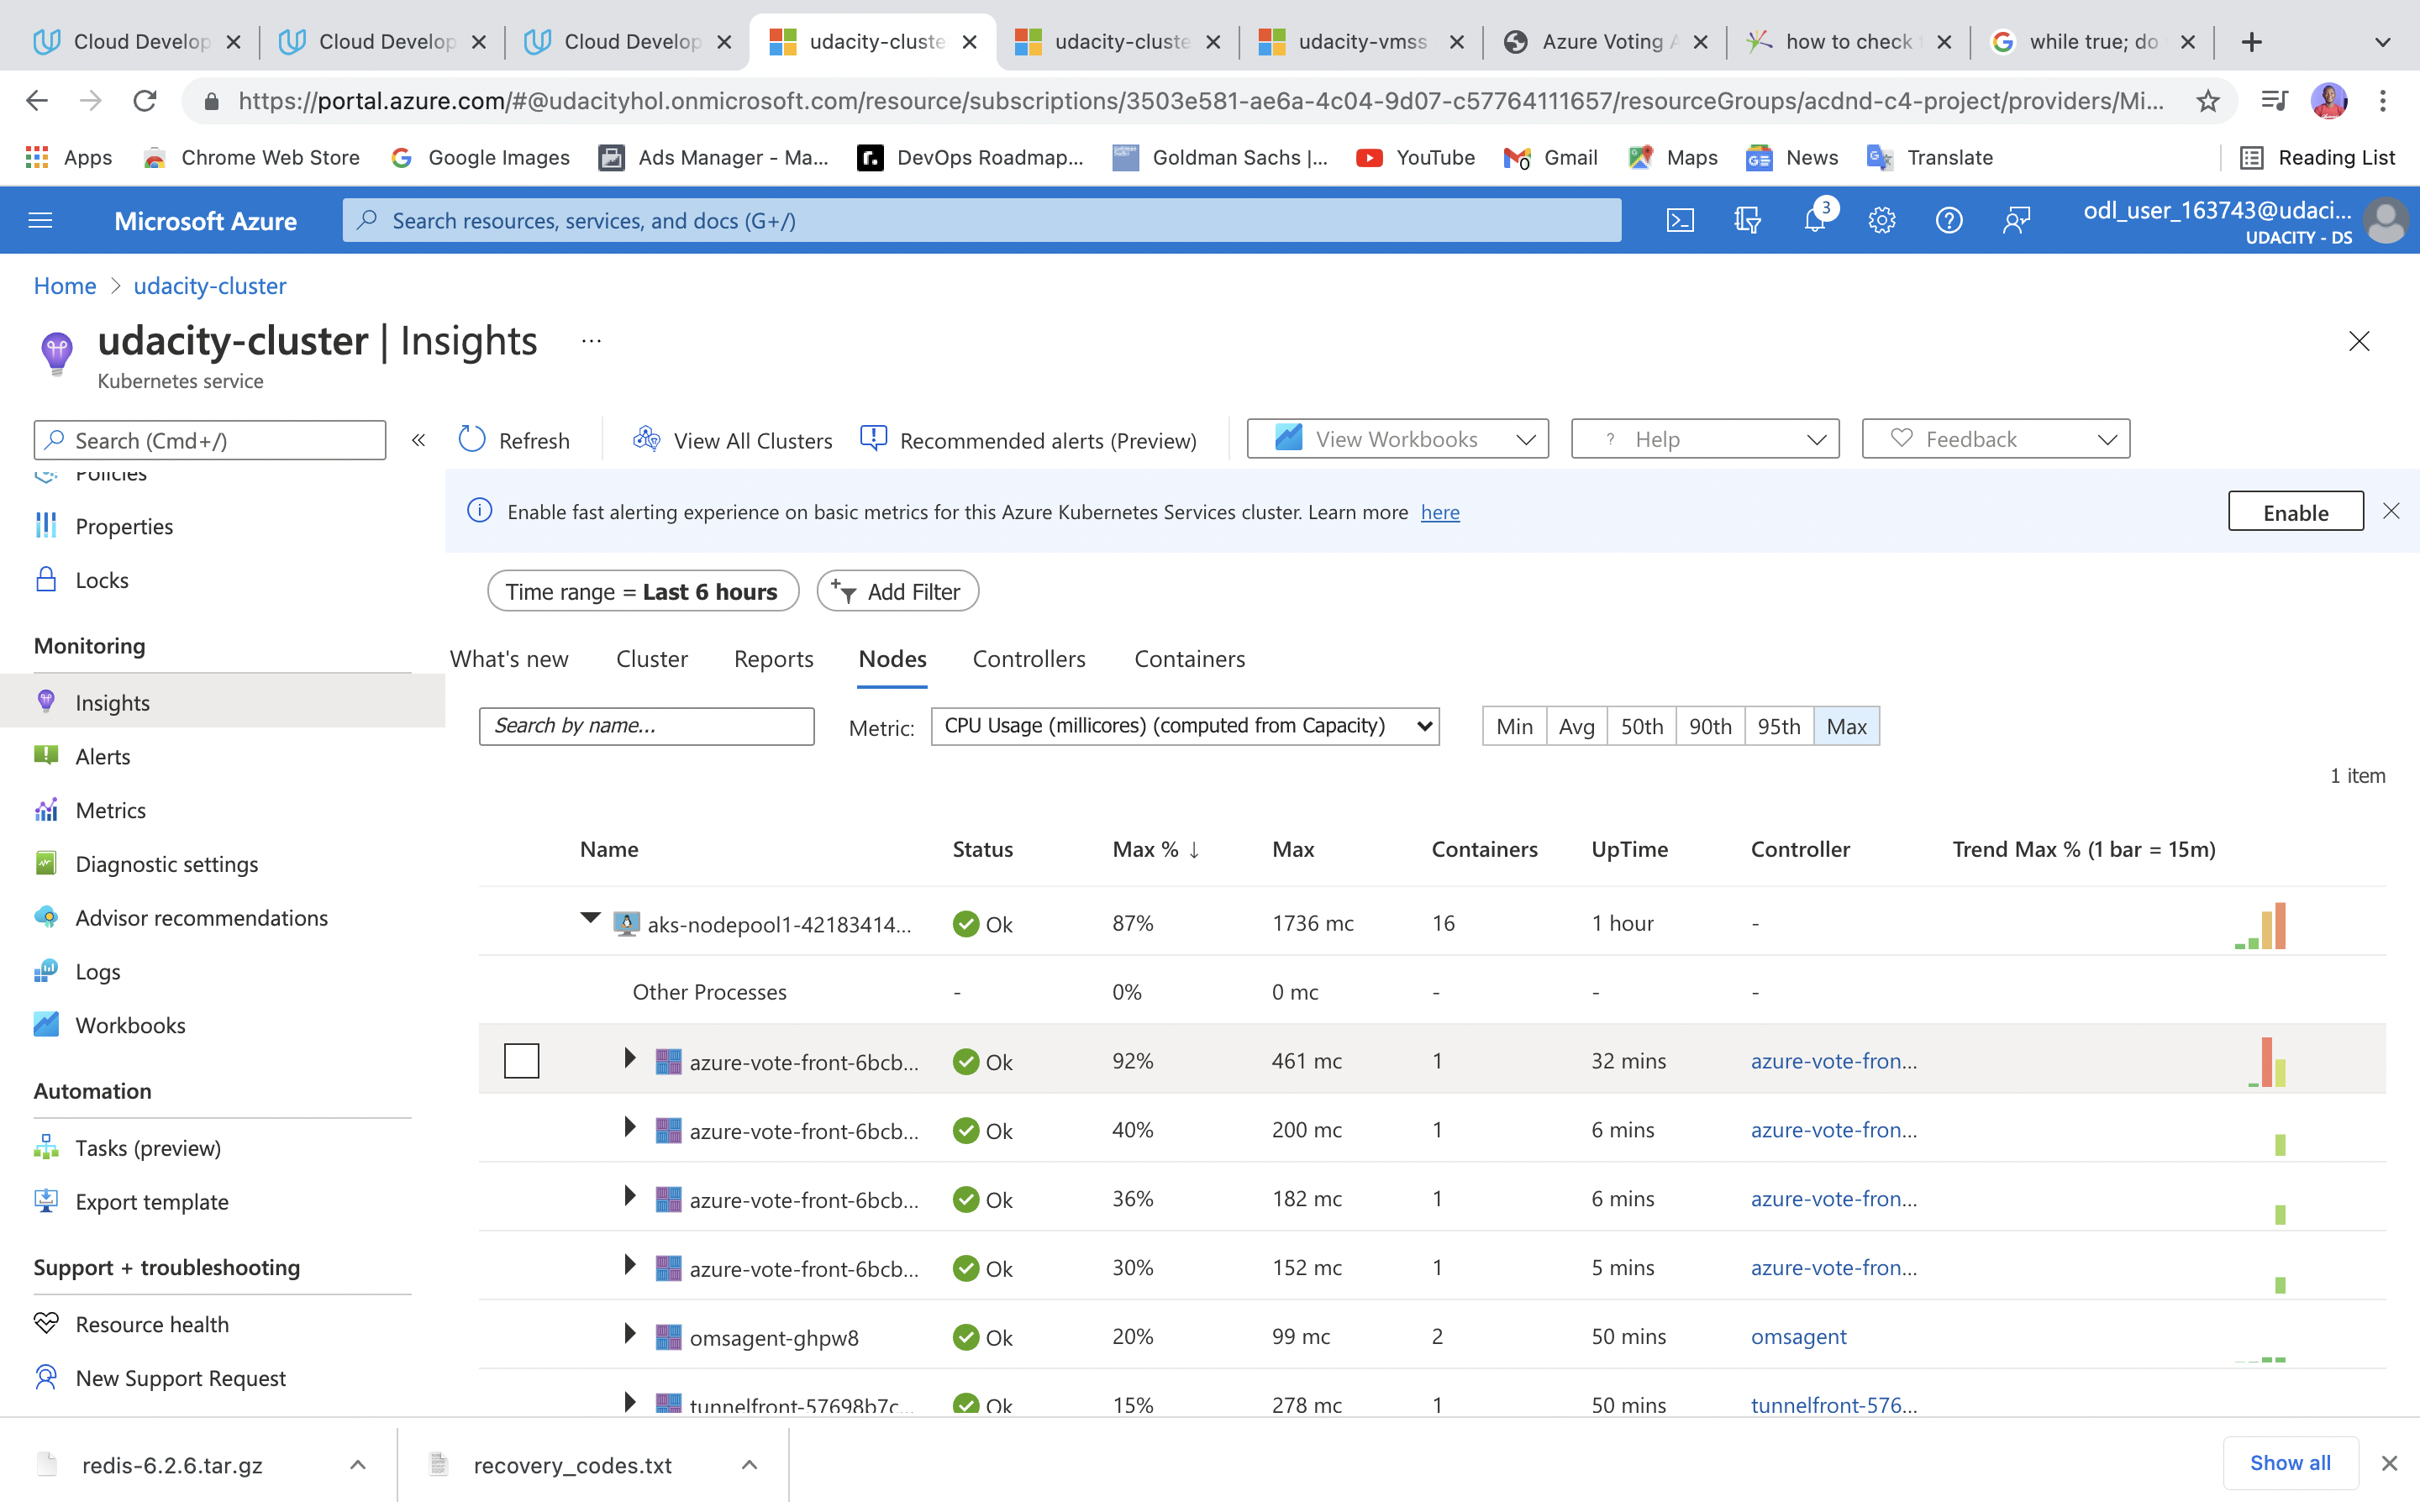 Cloud Develop
Cloud Develop
Cloud Develop
udacity-cluste
udacity-cluste
udacity-vmss
Azure Voting A
how to check
while true; do
https://portal.azure.com/#@udacityhol.onmicrosoft.com/resource/subscriptions/3503e581-ae6a-4c04-9d07-c57764111657/resourceGroups/acdnd-c4-project/providers/Mi...
Apps
Chrome Web Store
Google Images
Ads Manager - Ma...
DevOps Roadmap...
Goldman Sachs |...
YouTube
Gmail
Maps
News
Translate
Reading List
Microsoft Azure
Search resources, services, and docs (G+/)
3
odl_user_163743@udaci...
UDACITY - DS
Home > udacity-cluster
udacity-cluster | Insights ...
Kubernetes service
Search (Cmd+/)
«
Refresh
View All Clusters
Recommended alerts (Preview)
View Workbooks
? Help
Feedback
Policies
Properties
Locks
Monitoring
Insights
Alerts
Metrics
Diagnostic settings
Advisor recommendations
Logs
Workbooks
Automation
Tasks (preview)
Export template
Support + troubleshooting
Resource health
New Support Request
Enable fast alerting experience on basic metrics for this Azure Kubernetes Services cluster. Learn more here
Enable
Time range = Last 6 hours
Add Filter
What's new
Cluster
Reports
Nodes
Controllers
Containers
Search by name...
Metric:
CPU Usage (millicores) (computed from Capacity)
Min
Avg
50th
90th
95th
Max
1 item
Name Status Max % ↓ Max Containers UpTime Controller Trend Max % (1 bar = 15m)
aks-nodepool1-42183414... Ok 87% 1736 mc 16 1 hour -
Other Processes - 0% 0 mc - - -
azure-vote-front-6bcb... Ok 92% 461 mc 1 32 mins azure-vote-fron...
azure-vote-front-6bcb... Ok 40% 200 mc 1 6 mins azure-vote-fron...
azure-vote-front-6bcb... Ok 36% 182 mc 1 6 mins azure-vote-fron...
azure-vote-front-6bcb... Ok 30% 152 mc 1 5 mins azure-vote-fron...
omsagent-ghpw8 Ok 20% 99 mc 2 50 mins omsagent
tunnelfront-57698b7c... Ok 15% 278 mc 1 50 mins tunnelfront-576...
redis-6.2.6.tar.gz
recovery_codes.txt
Show all